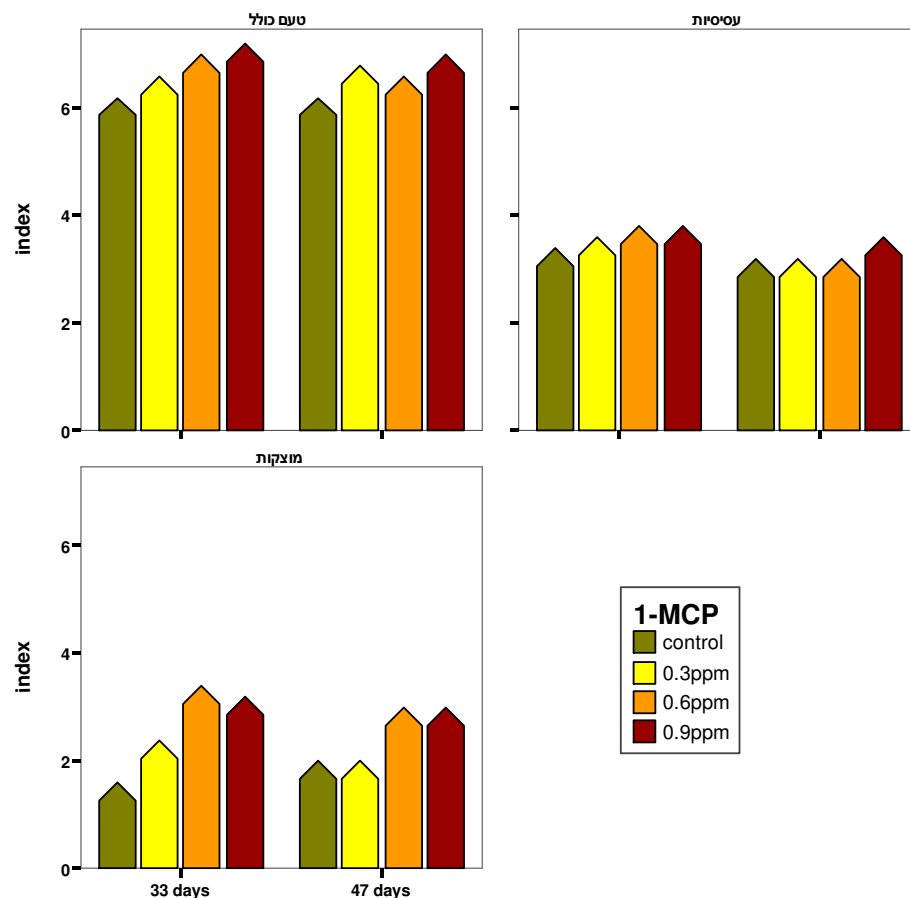 טעם כולל
עסיסיות
index
6
4
2
0
מוצקות
index
6
4
2
0
33 days
47 days
1-MCP
control
0.3ppm
0.6ppm
0.9ppm